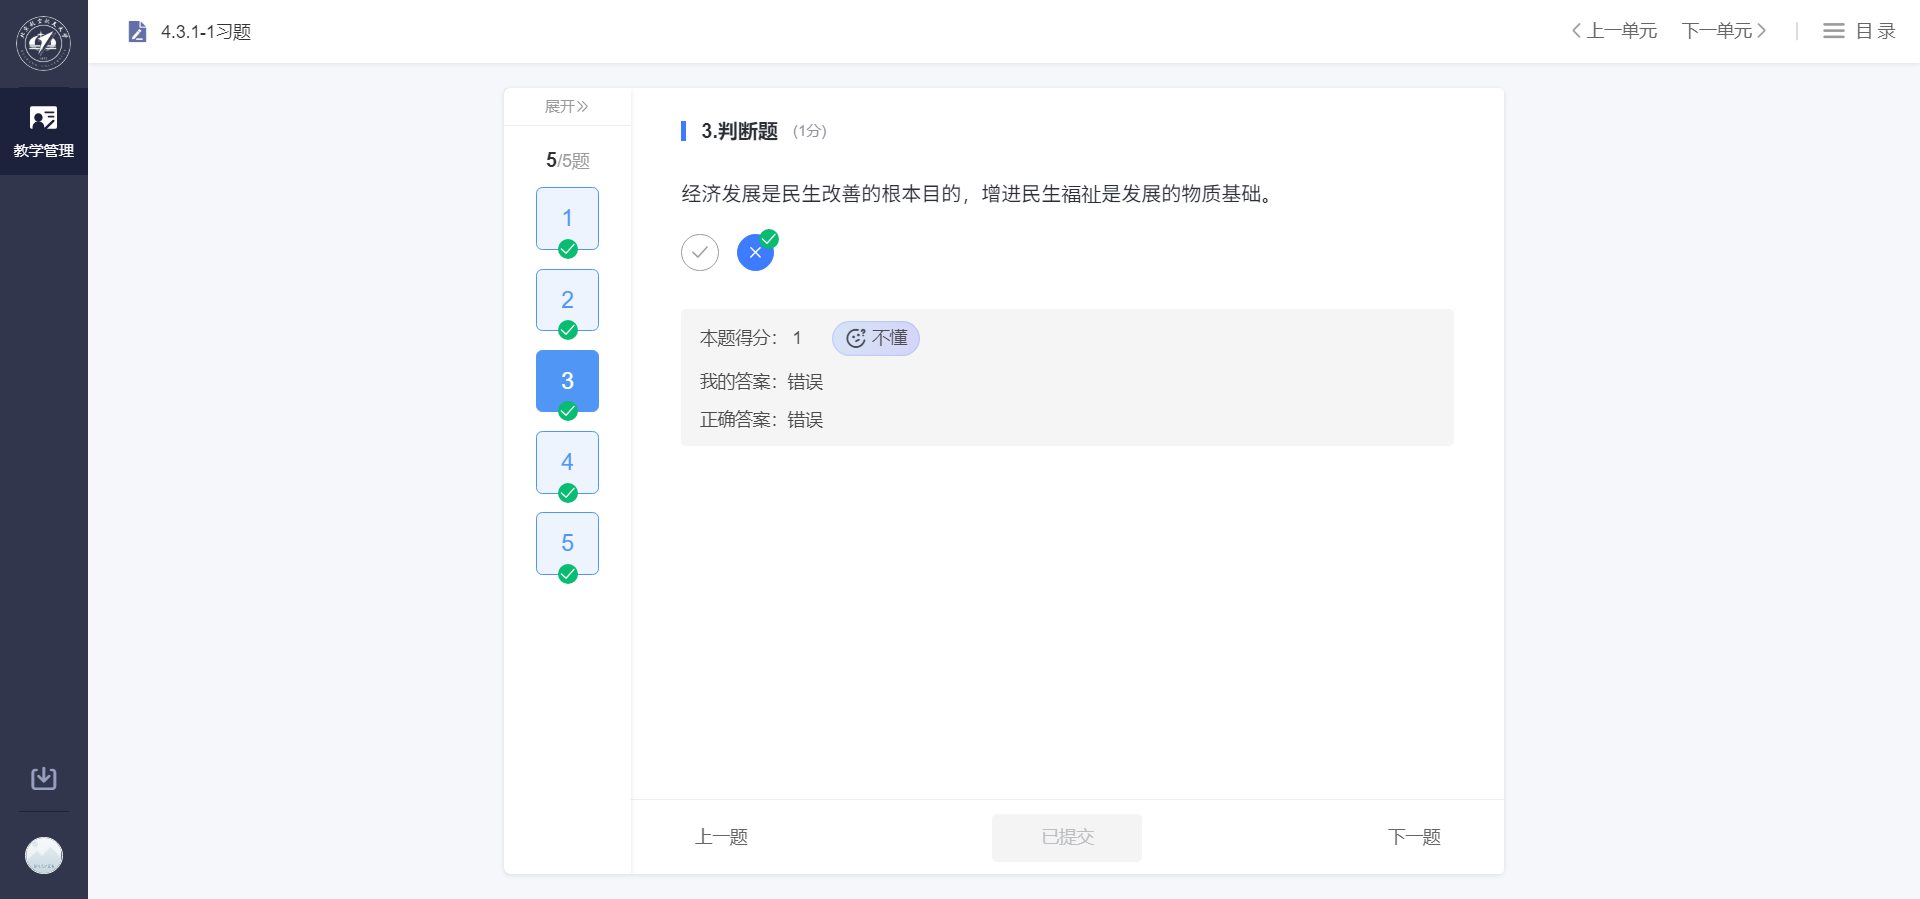 4.3.1-1习题
上一单元 下一单元 目录
教学管理
展开
5/5题
1
2
3
4
5
3.判断题 (1分)
经济发展是民生改善的根本目的，增进民生福祉是发展的物质基础。
本题得分： 1 不懂
我的答案：错误
正确答案：错误
上一题 已提交 下一题